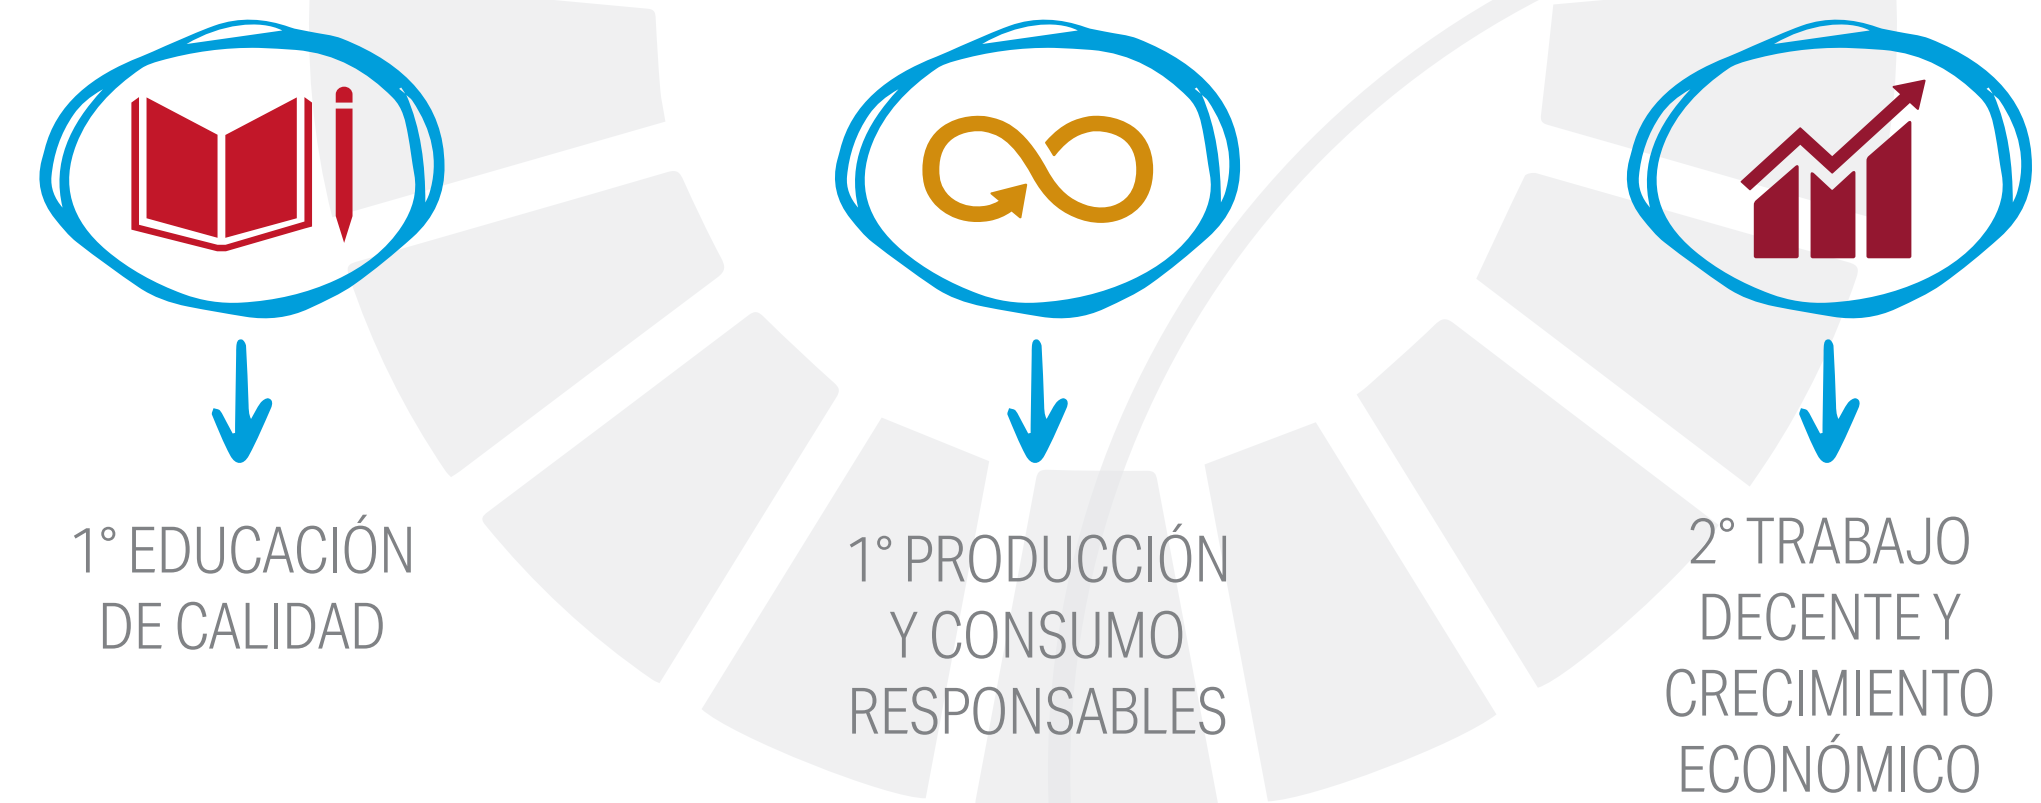 1° EDUCACIÓN
DE CALIDAD
1° PRODUCCIÓN
Y CONSUMO
RESPONSABLES
2° TRABAJO
DECENTE Y
CRECIMIENTO
ECONÓMICO